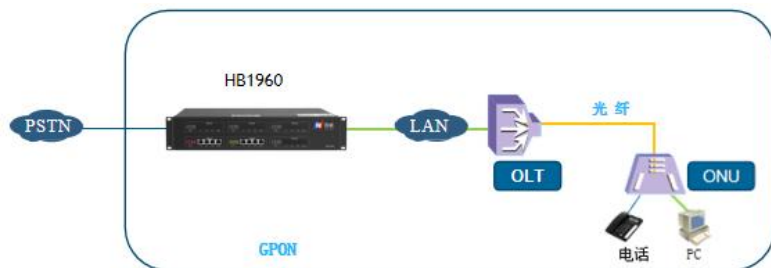 HB1960
PSTN
LAN
光纤
OLT
ONU
GPON
电话
PC